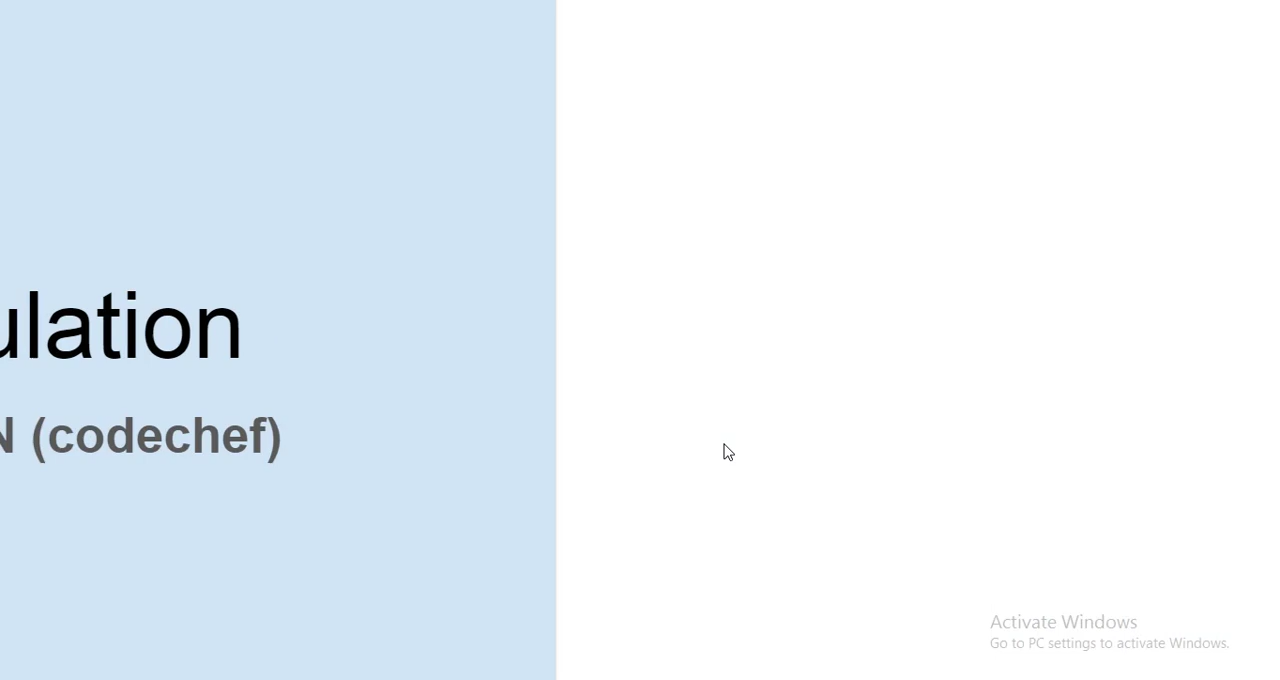 ulation
N (codechef)
Activate Windows
Go to PC settings to activate Windows.